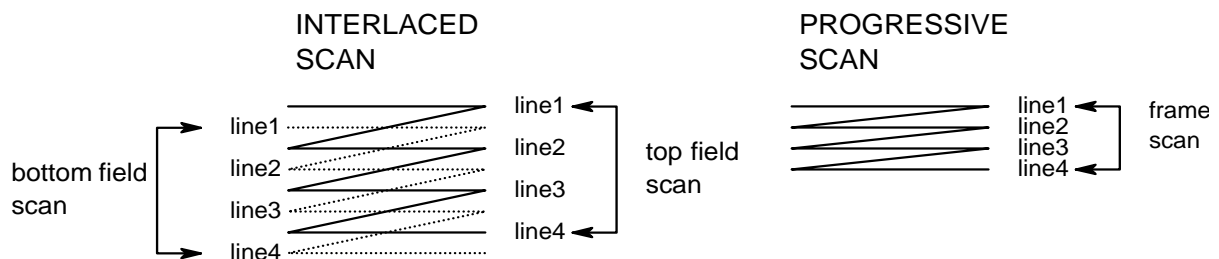 INTERLACED
SCAN
bottom field
scan
line1
line2
line3
line4
line1
line2
line3
line4
top field
scan
PROGRESSIVE
SCAN
line1
line2
line3
line4
frame
scan